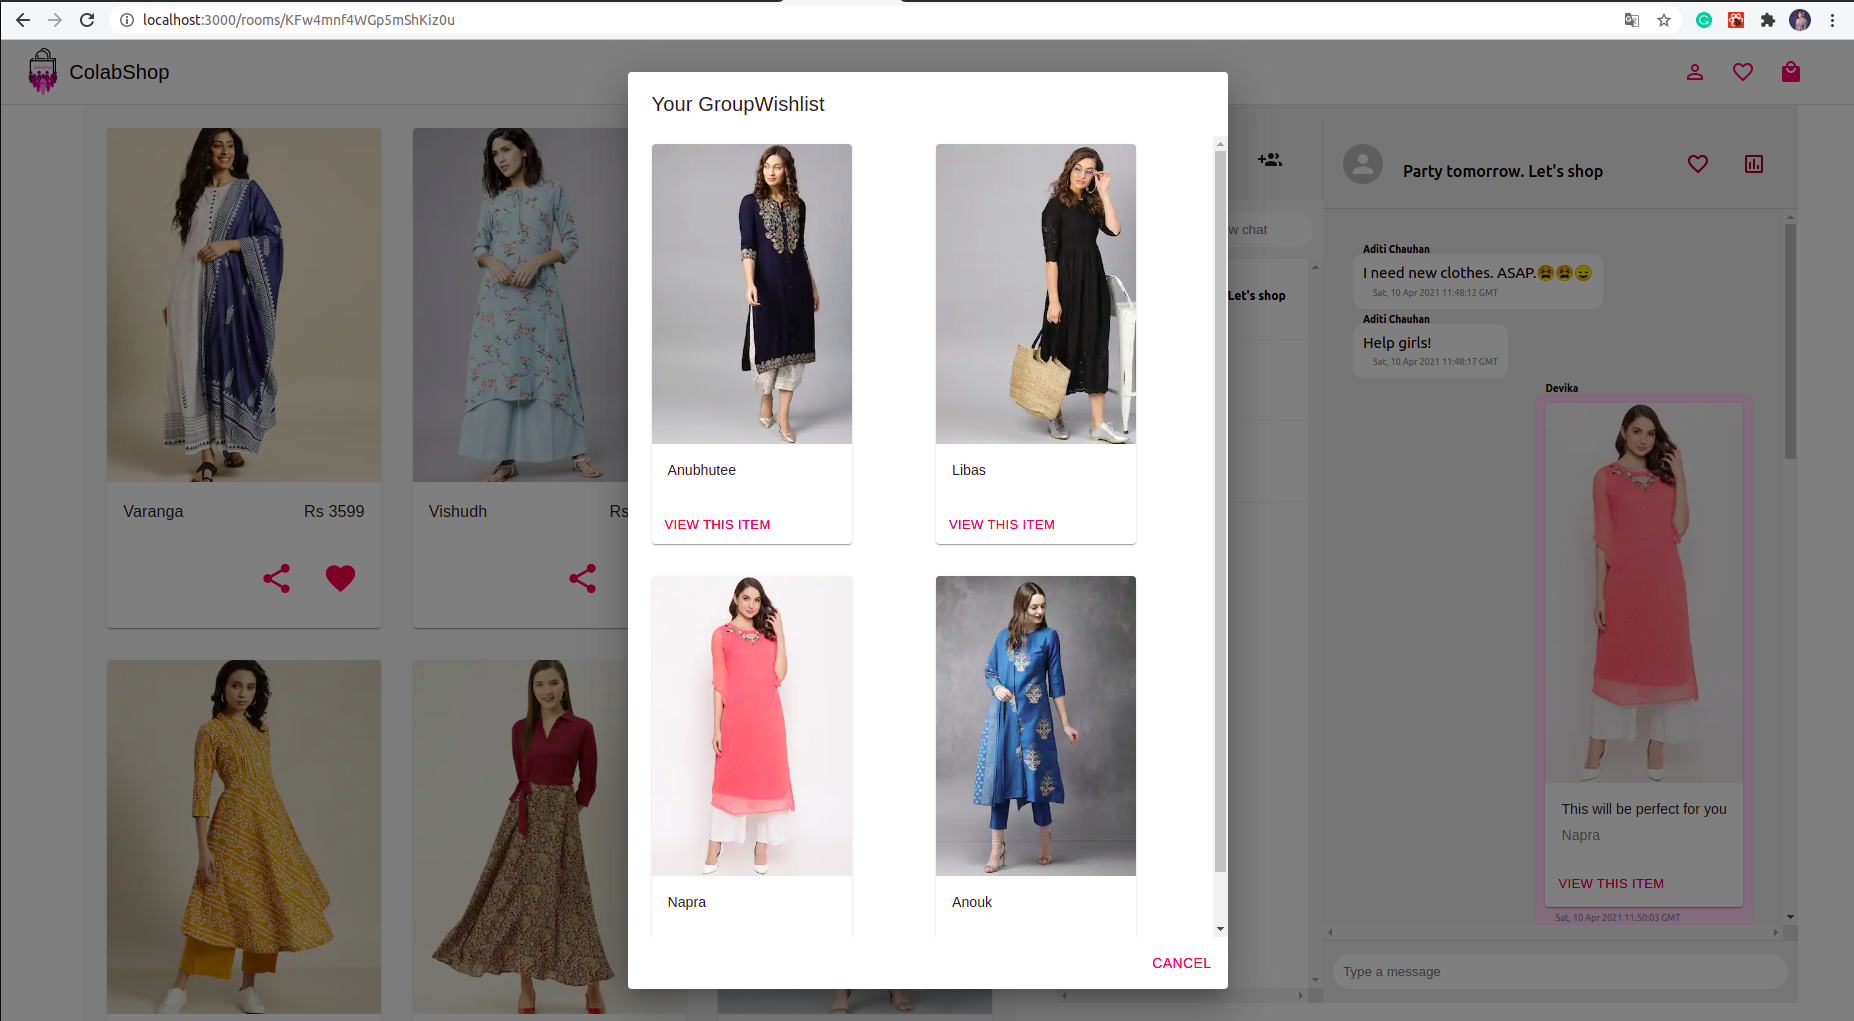 localhost:3000/rooms/KFw4mnf4WGp5mShKiz0u
ColabShop
Varanga Rs 3599
Vishudh Rs
Your GroupWishlist
Anubhutee
VIEW THIS ITEM
Libas
VIEW THIS ITEM
Napra
Anouk
CANCEL
w chat
Let's shop
Party tomorrow. Let's shop
Aditi Chauhan
I need new clothes. ASAP.😫😫😑
Sat, 10 Apr 2021 11:48:12 GMT
Aditi Chauhan
Help girls!
Sat, 10 Apr 2021 11:48:17 GMT
Devika
This will be perfect for you
Napra
VIEW THIS ITEM
Sat, 10 Apr 2021 11:50:03 GMT
Type a message